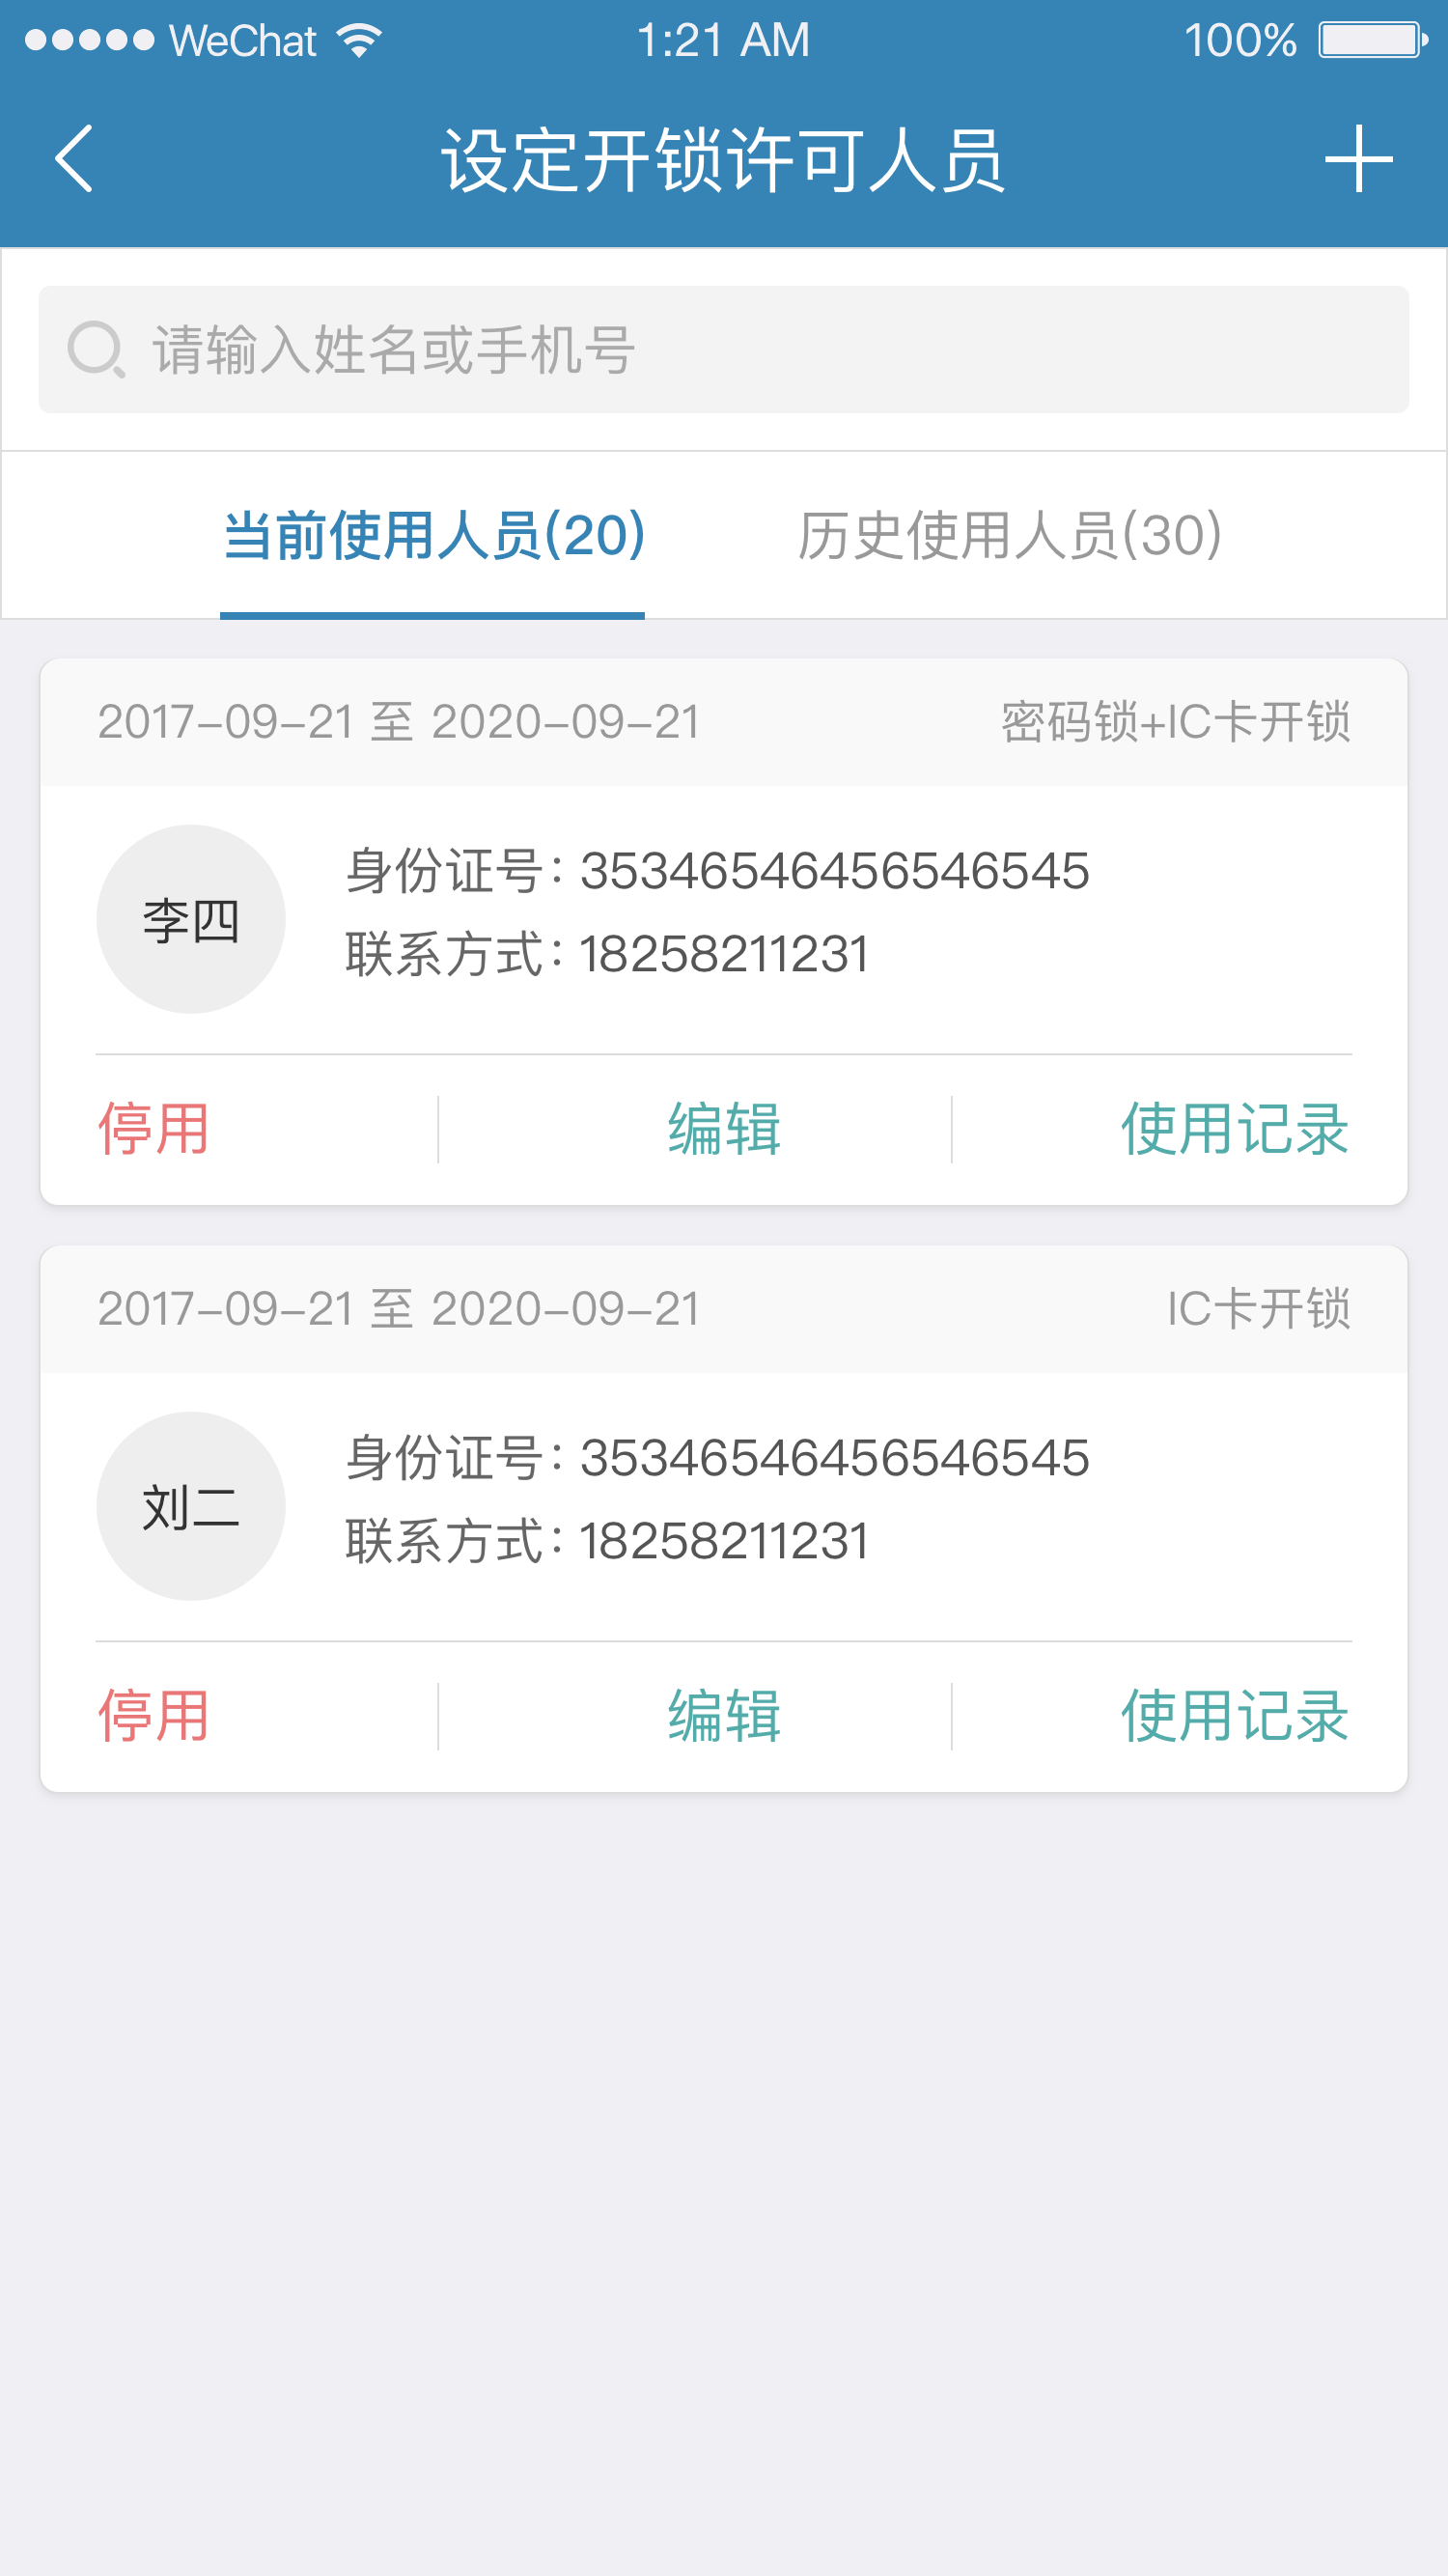 WeChat 1:21 AM 100%
设定开锁许可人员
请输入姓名或手机号
当前使用人员(20) 历史使用人员(30)
2017-09-21 至 2020-09-21 密码锁+IC卡开锁
李四
身份证号：35346546456546545
联系方式：18258211231
停用 编辑 使用记录
2017-09-21 至 2020-09-21 IC卡开锁
刘二
身份证号：35346546456546545
联系方式：18258211231
停用 编辑 使用记录